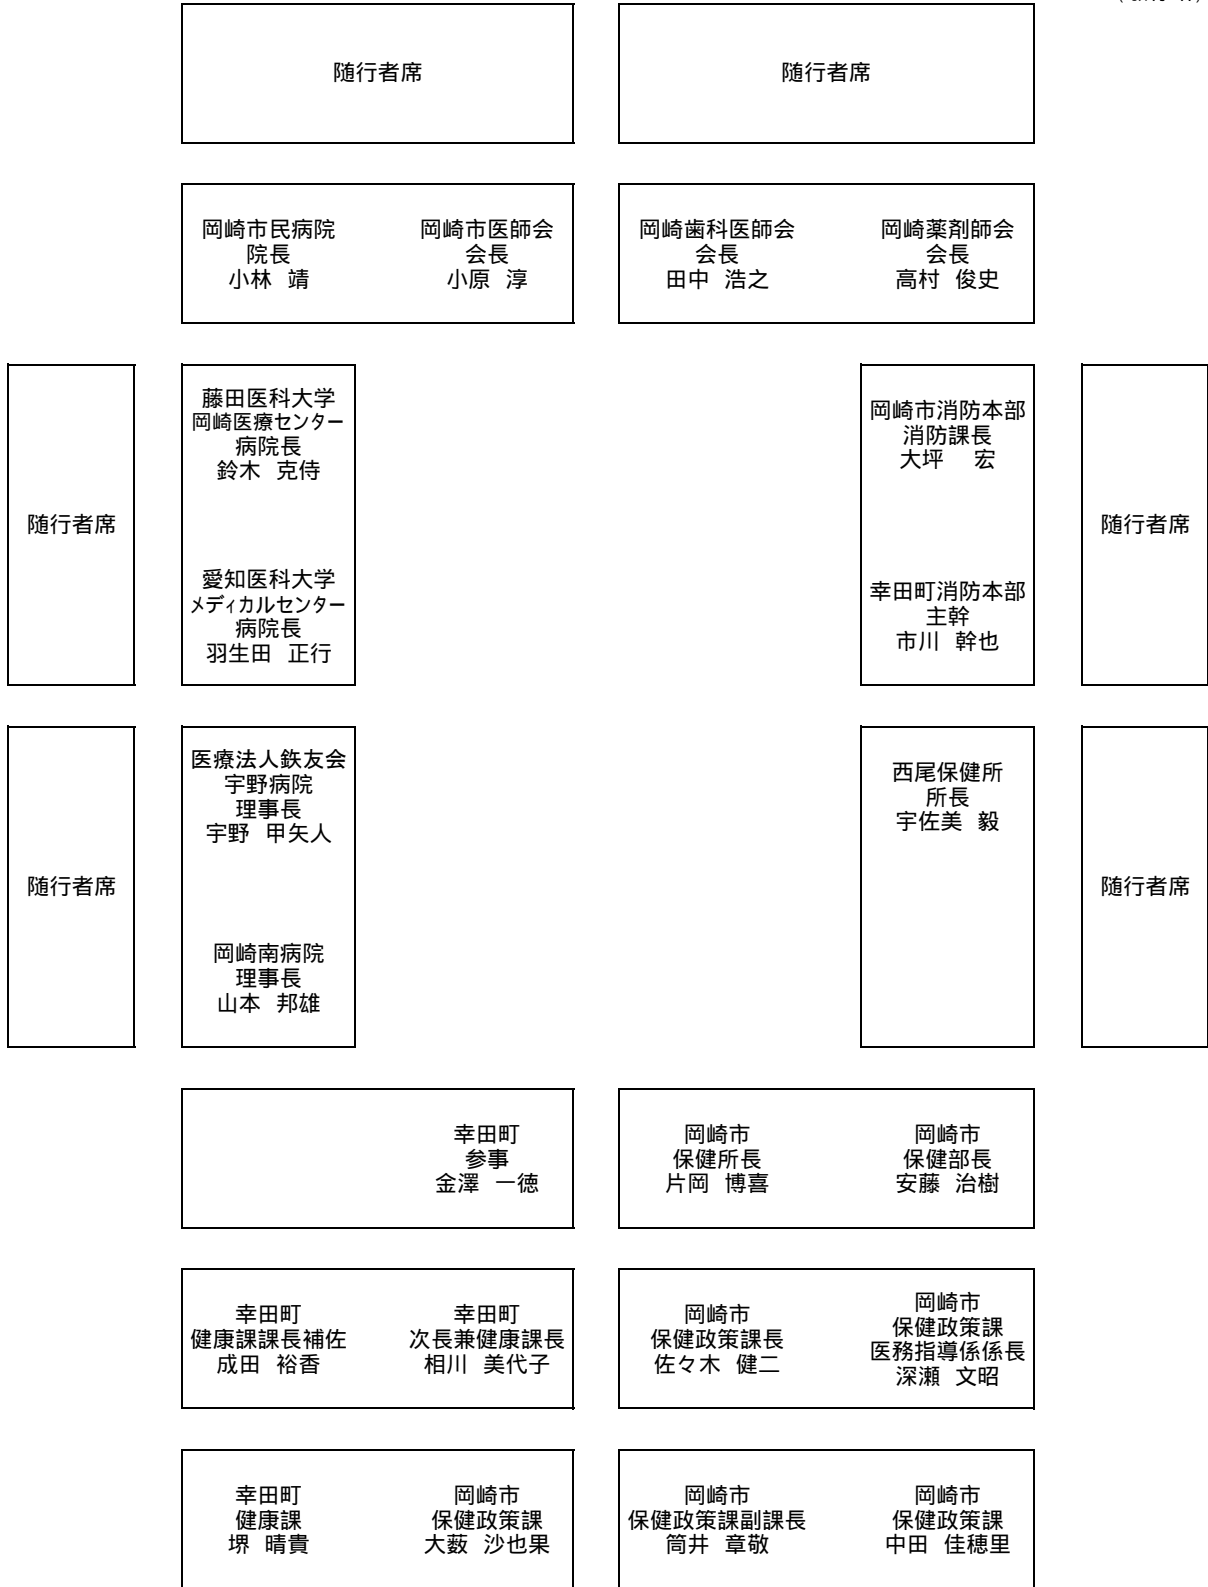 随行者席
随行者席
岡崎市民病院
院長
小林 靖
岡崎市医師会
会長
小原 淳
岡崎歯科医師会
会長
田中 浩之
岡崎薬剤師会
会長
高村 俊史
随行者席
藤田医科大学
岡崎医療センター
病院長
鈴木 克侍
愛知医科大学
メディカルセンター
病院長
羽生田 正行
岡崎市消防本部
消防課長
大坪 宏
幸田町消防本部
主幹
市川 幹也
随行者席
随行者席
医療法人鉄友会
宇野病院
理事長
宇野 甲矢人
岡崎南病院
理事長
山本 邦雄
西尾保健所
所長
宇佐美 毅
随行者席
幸田町
参事
金澤 一徳
岡崎市
保健所長
片岡 博喜
岡崎市
保健部長
安藤 治樹
幸田町
健康課課長補佐
成田 裕香
幸田町
次長兼健康課長
相川 美代子
岡崎市
保健政策課長
佐々木 健二
岡崎市
保健政策課
医務指導係係長
深瀬 文昭
幸田町
健康課
堺 晴貴
岡崎市
保健政策課
大薮 沙也果
岡崎市
保健政策課副課長
筒井 章敬
岡崎市
保健政策課
中田 佳穂里